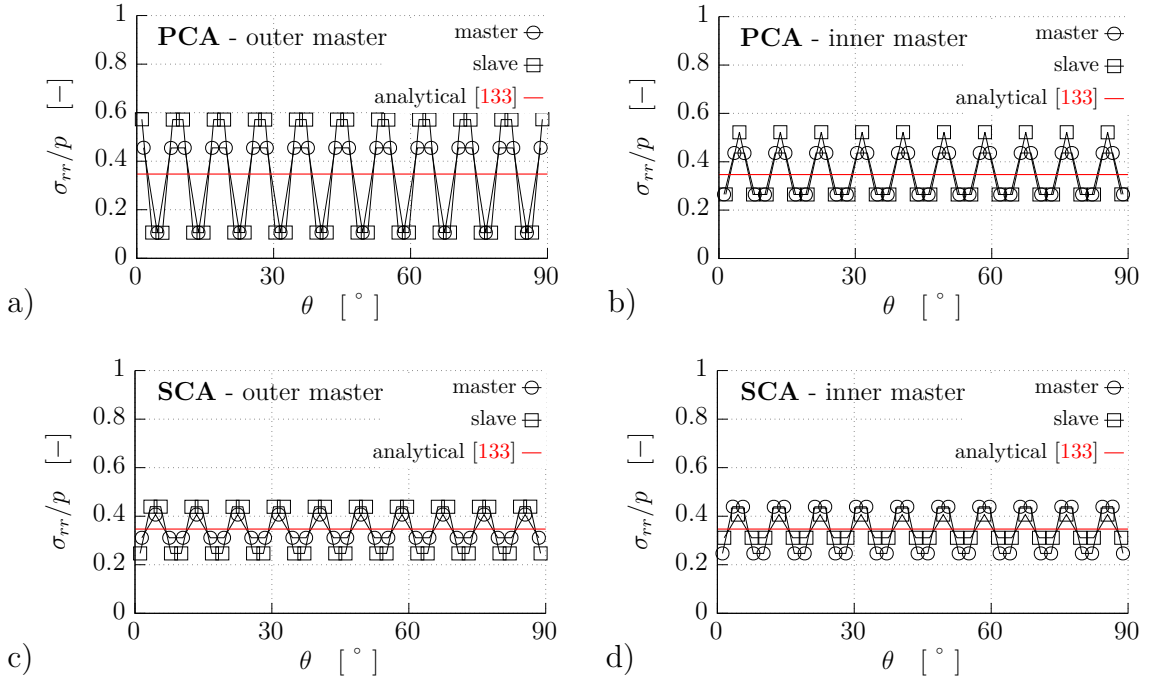 PCA - outer master
master
slave
analytical [133]
σrr/p [−]
1
0.8
0.6
0.4
0.2
0
0 30 60 90
θ [ ° ]
a)
PCA - inner master
master
slave
analytical [133]
σrr/p [−]
1
0.8
0.6
0.4
0.2
0
0 30 60 90
θ [ ° ]
b)
SCA - outer master
master
slave
analytical [133]
σrr/p [−]
1
0.8
0.6
0.4
0.2
0
0 30 60 90
θ [ ° ]
c)
SCA - inner master
master
slave
analytical [133]
σrr/p [−]
1
0.8
0.6
0.4
0.2
0
0 30 60 90
θ [ ° ]
d)